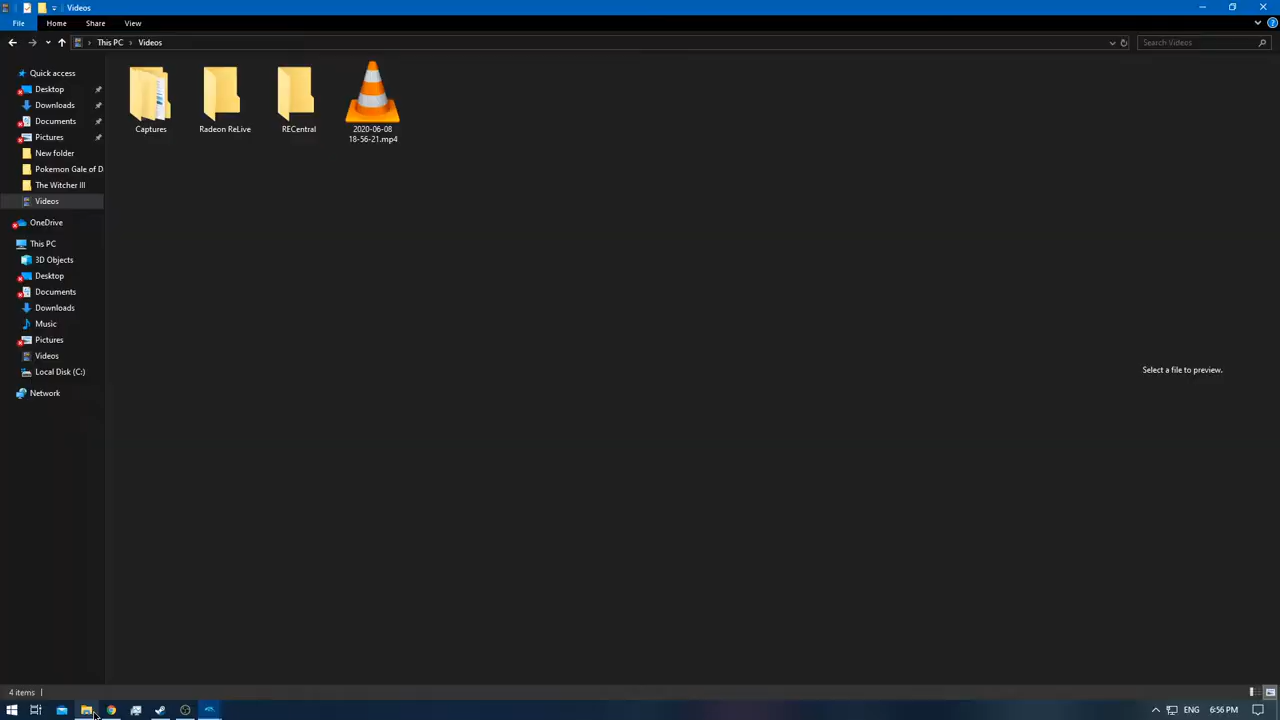 Videos
File Home Share View
This PC Videos Search Videos
Quick access
Desktop
Downloads
Documents
Pictures
New folder
Pokemon Gale of D
The Witcher III
Videos
OneDrive
This PC
3D Objects
Desktop
Documents
Downloads
Music
Pictures
Videos
Local Disk (C:)
Network
Captures
Radeon ReLive
RECentral
2020-06-08
18-56-21.mp4
Select a file to preview.
4 items
ENG 6:56 PM